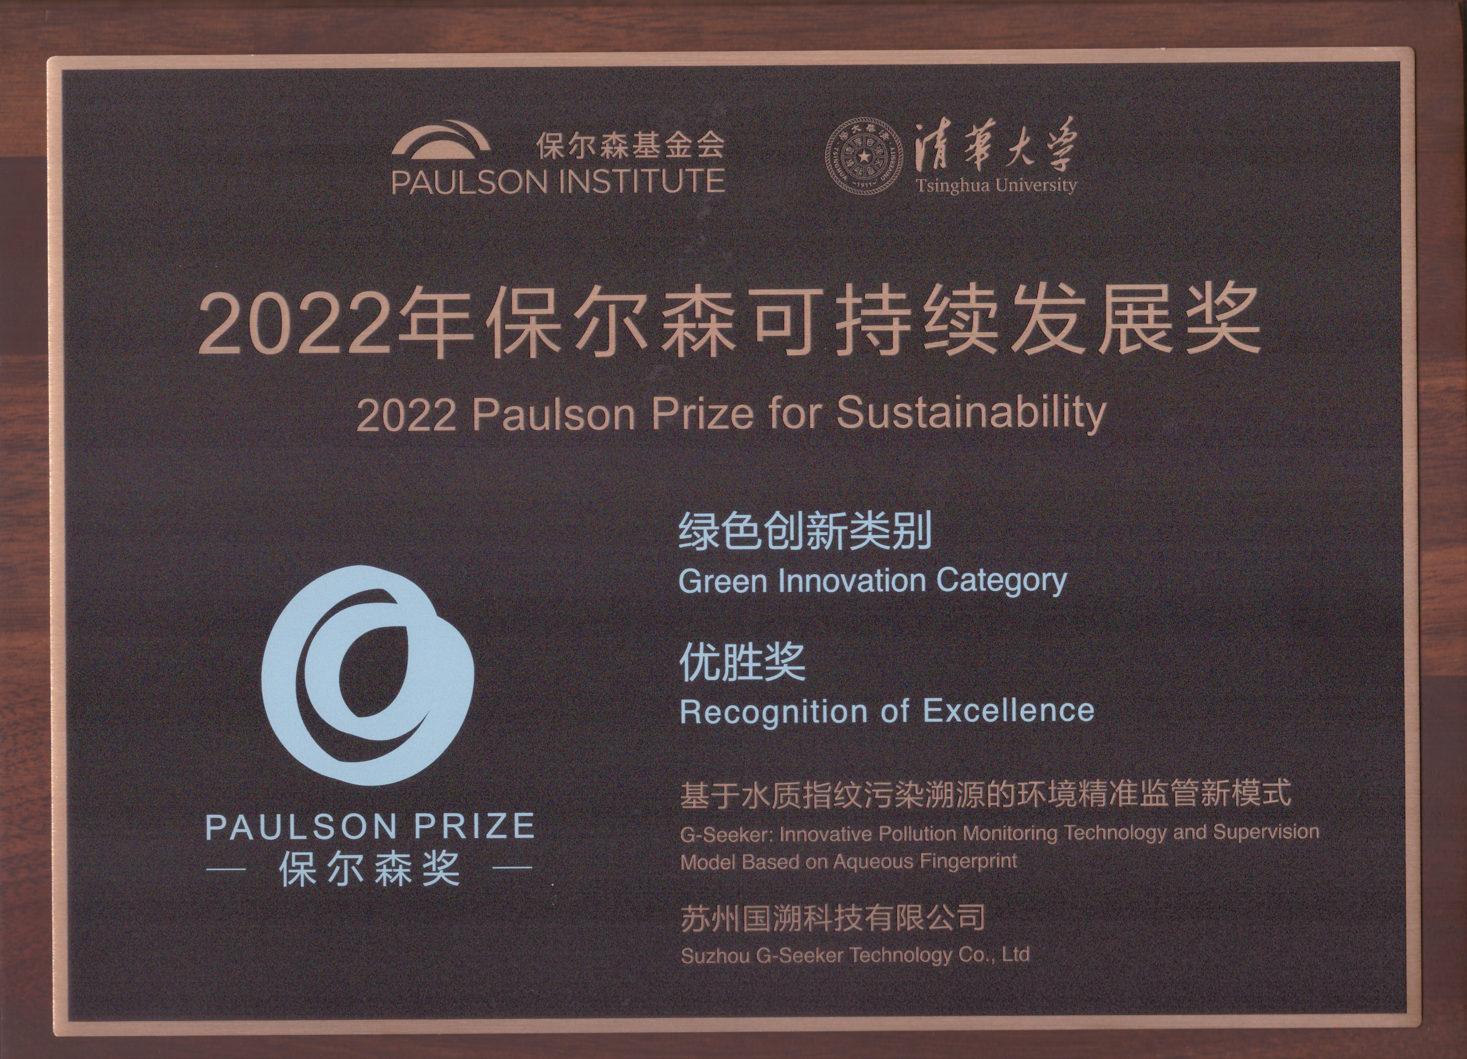 保尔森基金会
PAULSON INSTITUTE
清華大学
Tsinghua University
2022年保尔森可持续发展奖
2022 Paulson Prize for Sustainability
绿色创新类别
Green Innovation Category
优胜奖
Recognition of Excellence
PAULSON PRIZE
— 保尔森奖 —
基于水质指纹污染溯源的环境精准监管新模式
G-Seeker: Innovative Pollution Monitoring Technology and Supervision
Model Based on Aqueous Fingerprint
苏州国溯科技有限公司
Suzhou G-Seeker Technology Co., Ltd